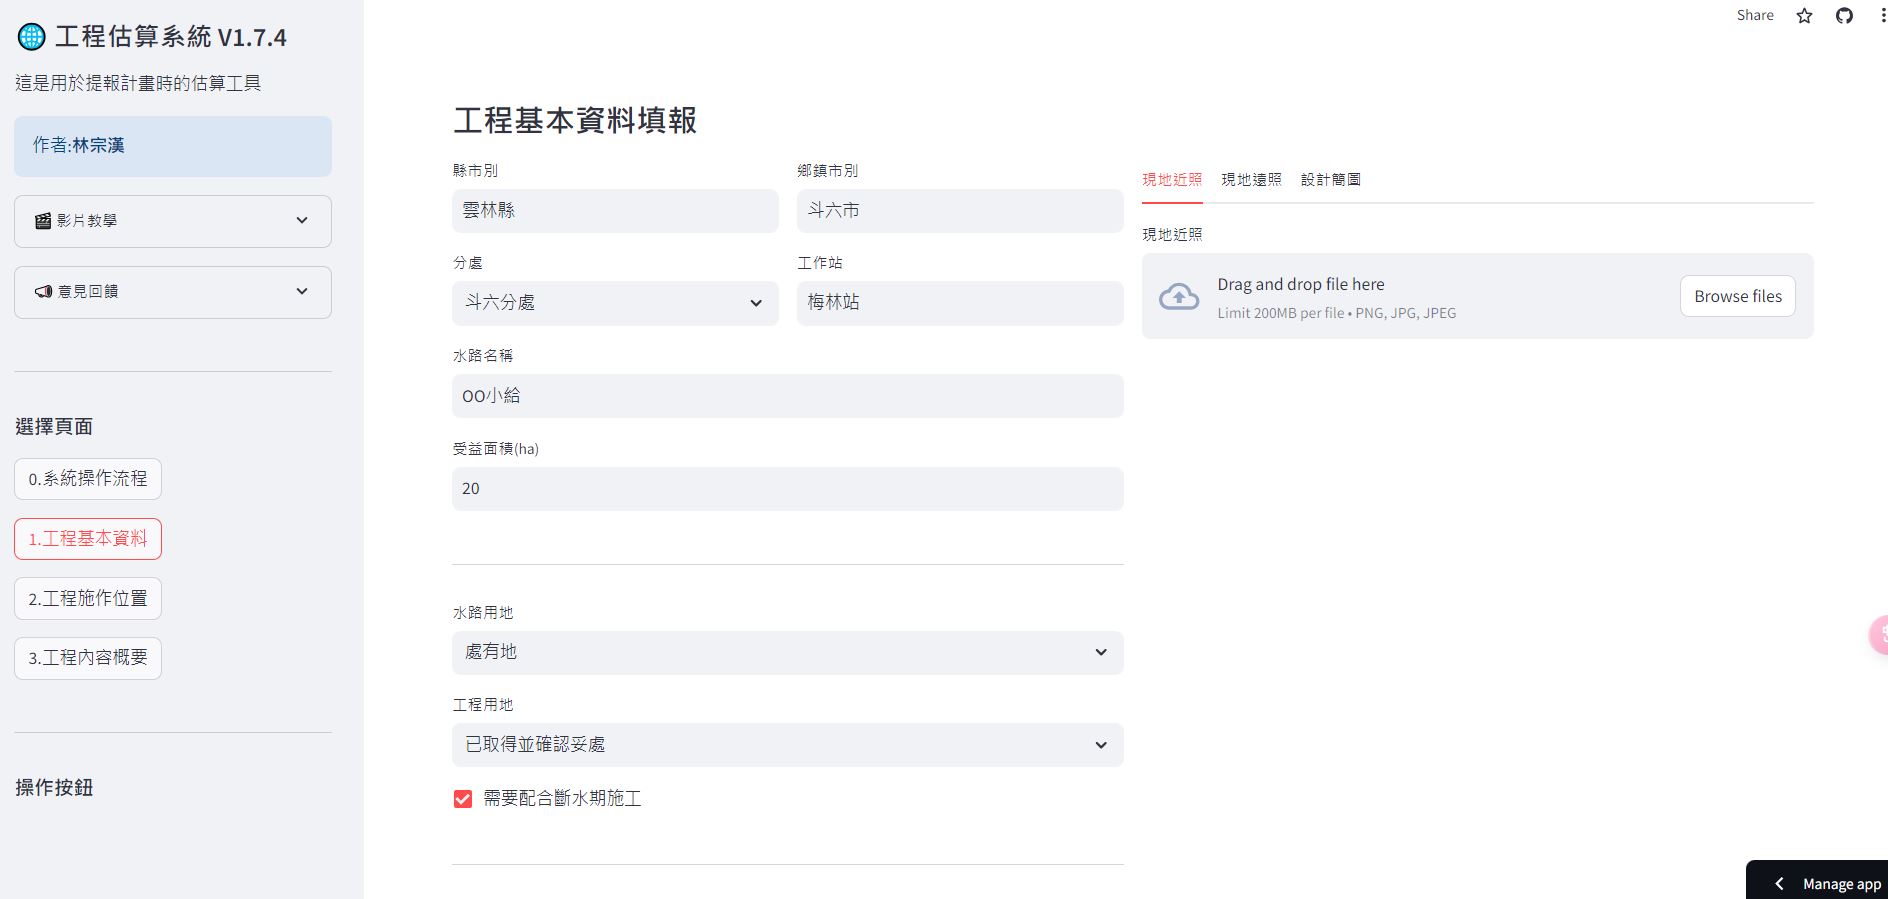 工程估算系統 V1.7.4
這是用於提報計畫時的估算工具
作者:林宗漢
影片教學
意見回饋
選擇頁面
0.系統操作流程
1.工程基本資料
2.工程施作位置
3.工程內容概要
操作按鈕
Share
工程基本資料填報
縣市別
鄉鎮市別
雲林縣
斗六市
分處
工作站
斗六分處
梅林站
水路名稱
OO小給
受益面積(ha)
20
水路用地
處有地
工程用地
已取得並確認妥處
需要配合斷水期施工
現地近照 現地遠照 設計簡圖
現地近照
Drag and drop file here
Limit 200MB per file • PNG, JPG, JPEG
Browse files
Manage app